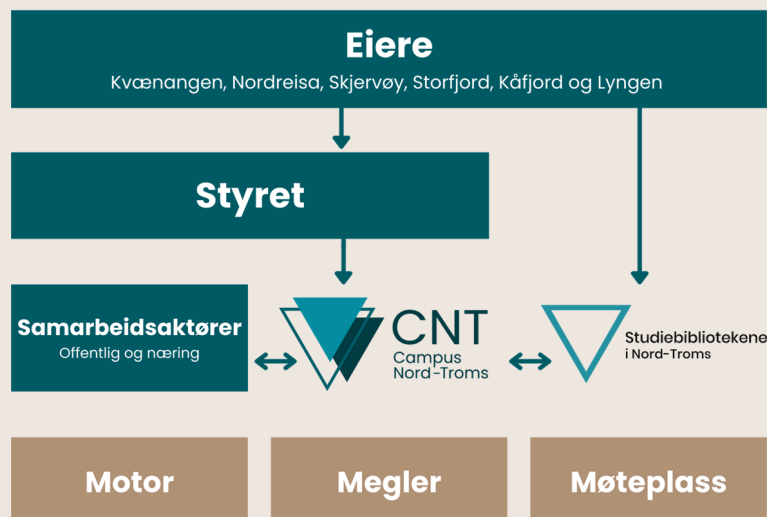 Eiere
Kvænangen, Nordreisa, Skjervøy, Storfjord, Kåfjord og Lyngen
Styret
Samarbeidsaktører
Offentlig og næring
CNT
Campus
Nord-Troms
Studiebibliotekene
i Nord-Troms
Motor
Megler
Møteplass